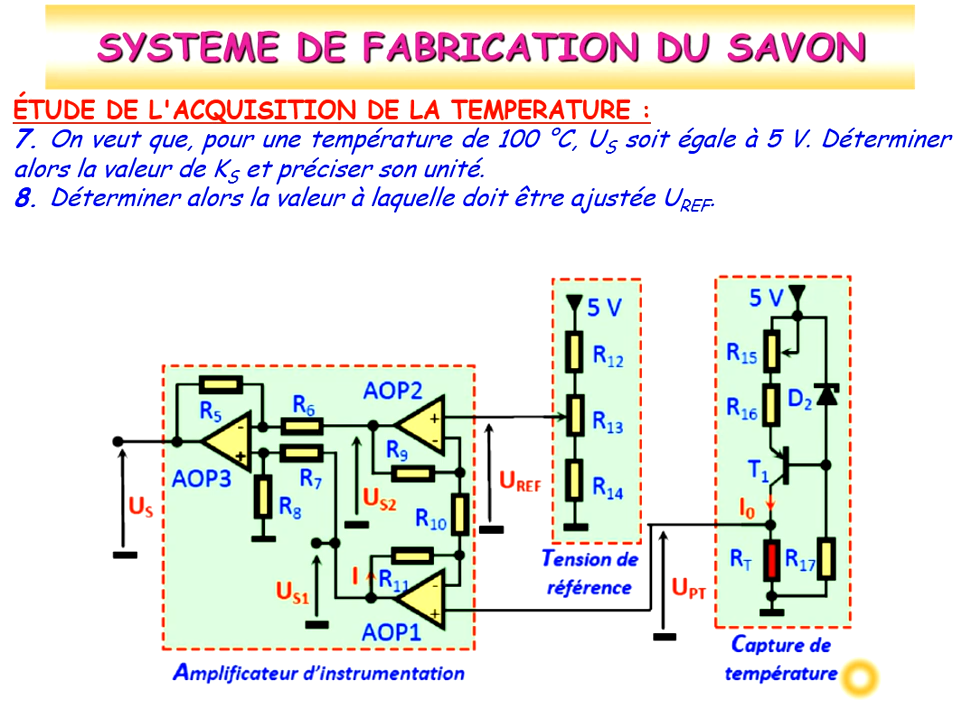 SYSTEME DE FABRICATION DU SAVON
ÉTUDE DE L'ACQUISITION DE LA TEMPERATURE :
7. On veut que, pour une température de 100 °C, US soit égale à 5 V. Déterminer
alors la valeur de KS et préciser son unité.
8. Déterminer alors la valeur à laquelle doit être ajustée UREF.
5 V
R12
R13
R14
Tension de
référence
5 V
R15
R16
D2
T1
I0
RT
R17
UPT
Capture de
température
AOP2
R5
R6
R9
AOP3
R7
US2
UREF
US
R8
R10
I
R11
US1
AOP1
Amplificateur d'instrumentation
+
-
-
+
-
+